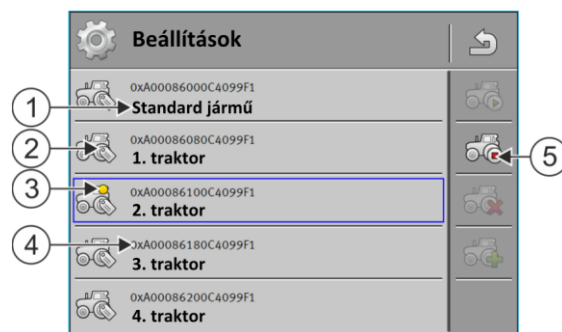 Beállítások
0xA00086000C4099F1
1
Standard jármű
0xA00086080C4099F1
2
1. traktor
5
0xA00086100C4099F1
3
2. traktor
0xA00086180C4099F1
4
3. traktor
0xA00086200C4099F1
4. traktor